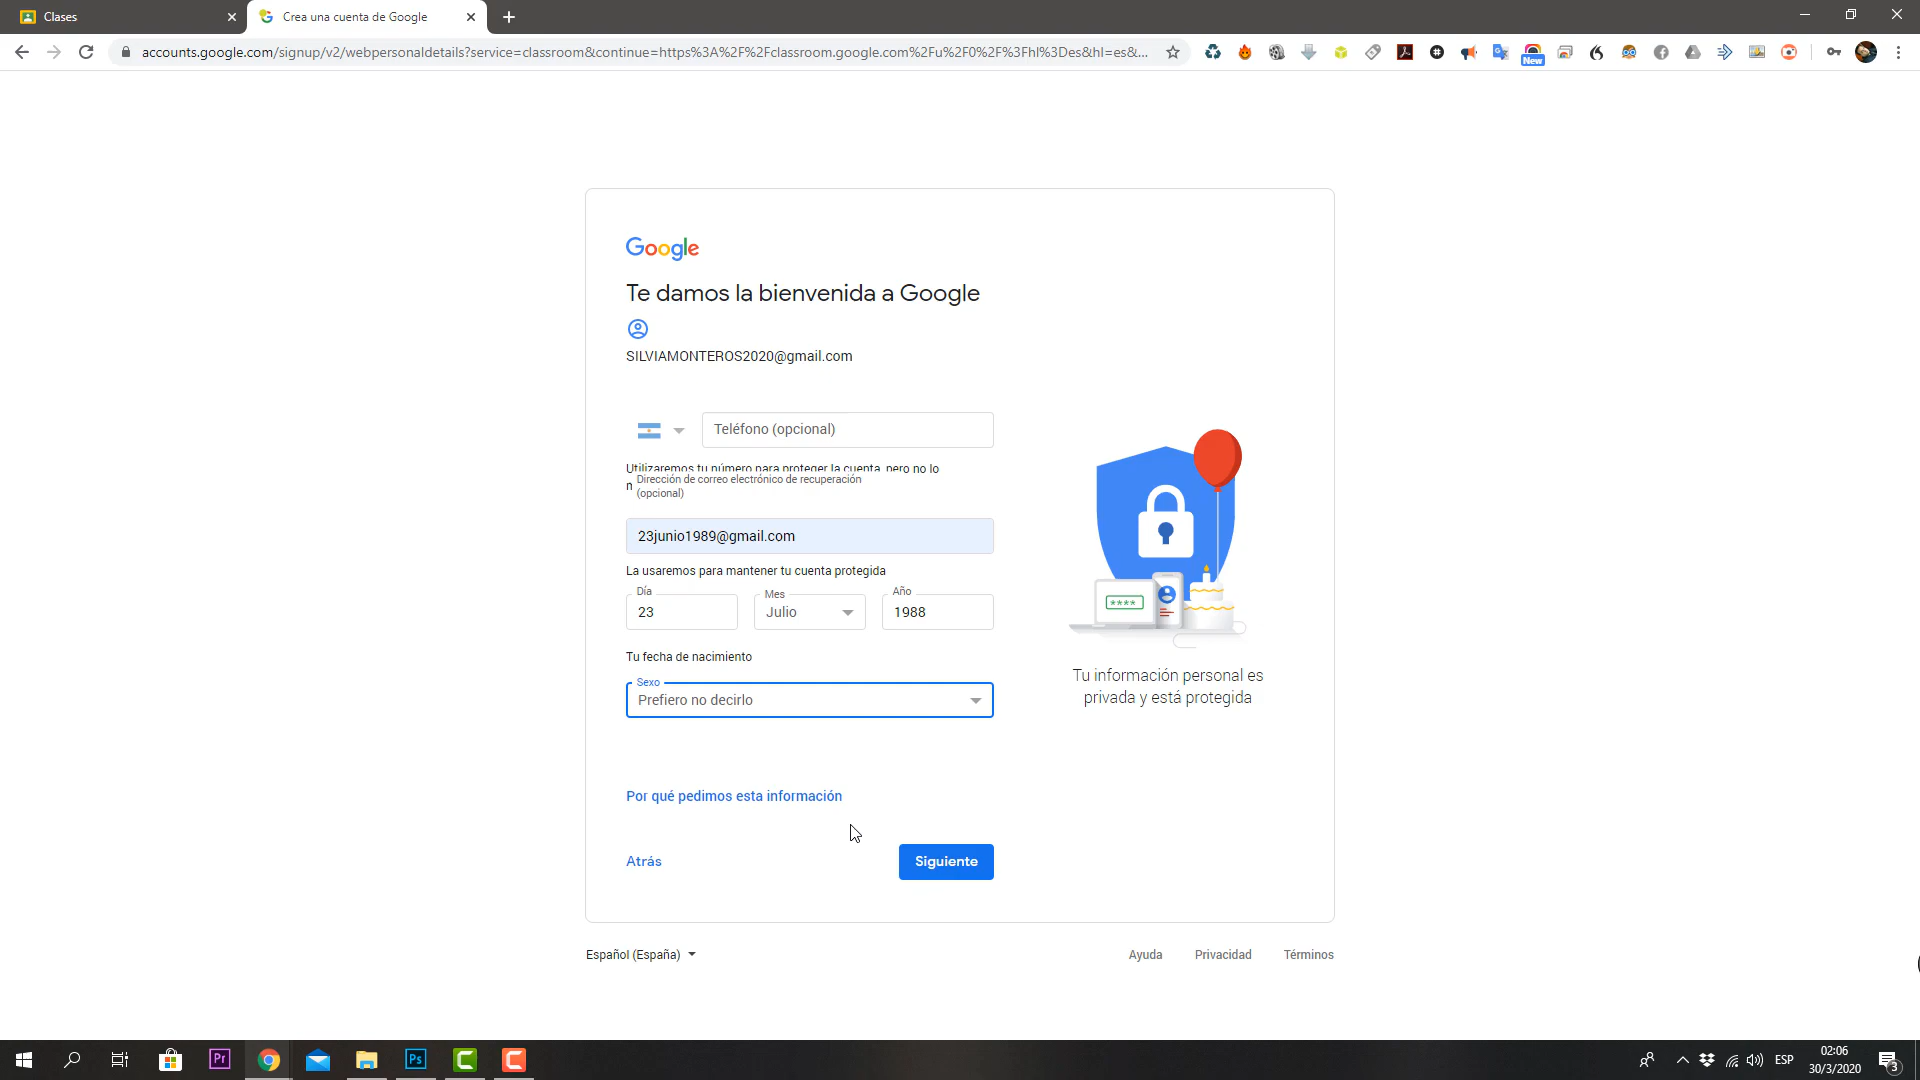 Clases
Crea una cuenta de Google
accounts.google.com/signup/v2/webpersonaldetails?service=classroom&continue=https%3A%2F%2Fclassroom.google.com%2Fu%2F0%2F%3Fhl%3Des&hl=es&...
New
Google
Te damos la bienvenida a Google
SILVIAMONTEROS2020@gmail.com
Teléfono (opcional)
Utilizaremos tu número para proteger la cuenta, pero no lo
n
Dirección de correo electrónico de recuperación
(opcional)
23junio1989@gmail.com
La usaremos para mantener tu cuenta protegida
Día Mes Año
23 Julio 1988
Tu fecha de nacimiento
Sexo
Prefiero no decirlo
****
Tu información personal es
privada y está protegida
Por qué pedimos esta información
Atrás Siguiente
Español (España) Ayuda Privacidad Términos
Pr
Ps
ESP
02:06
30/3/2020
3